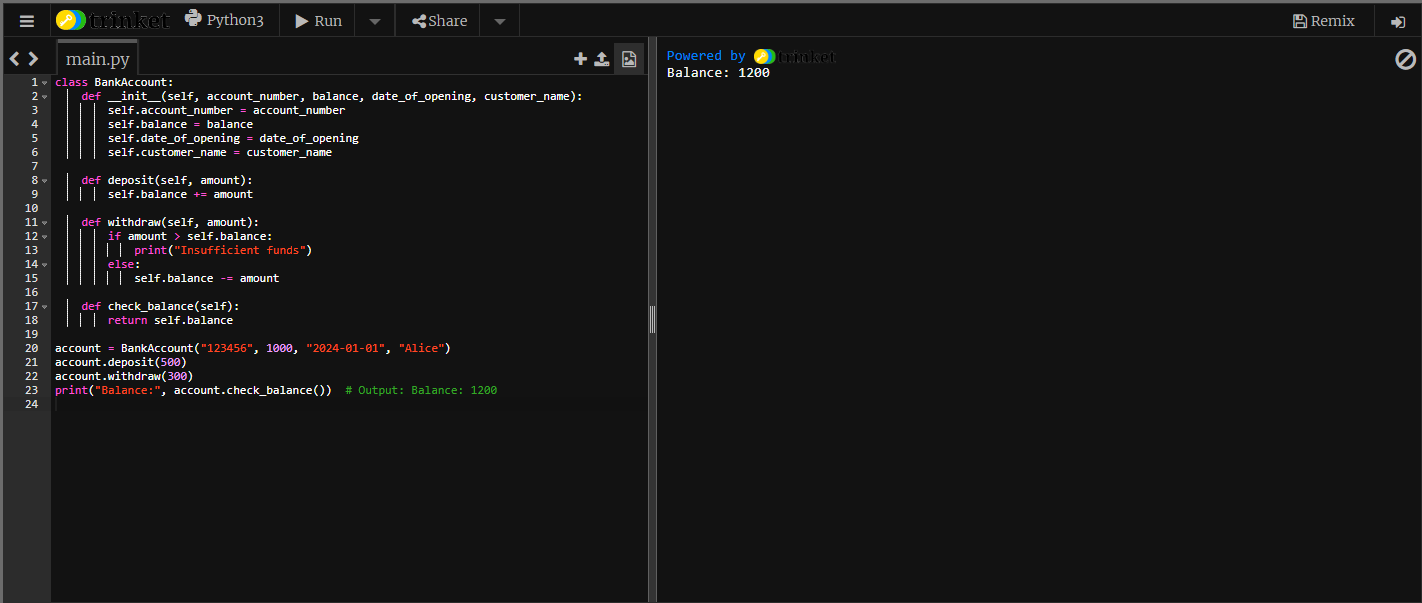 trinket Python3 Run Share Remix
main.py
1 class BankAccount:
2 def __init__(self, account_number, balance, date_of_opening, customer_name):
3 self.account_number = account_number
4 self.balance = balance
5 self.date_of_opening = date_of_opening
6 self.customer_name = customer_name
7
8 def deposit(self, amount):
9 self.balance += amount
10
11 def withdraw(self, amount):
12 if amount > self.balance:
13 print("Insufficient funds")
14 else:
15 self.balance -= amount
16
17 def check_balance(self):
18 return self.balance
19
20 account = BankAccount("123456", 1000, "2024-01-01", "Alice")
21 account.deposit(500)
22 account.withdraw(300)
23 print("Balance:", account.check_balance())  # Output: Balance: 1200
24
Powered by trinket
Balance: 1200